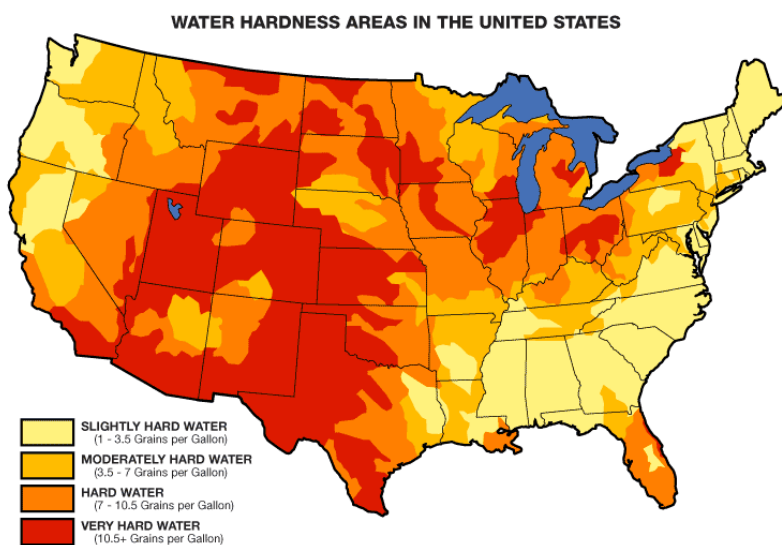 WATER HARDNESS AREAS IN THE UNITED STATES
SLIGHTLY HARD WATER
(1 - 3.5 Grains per Gallon)
MODERATELY HARD WATER
(3.5 - 7 Grains per Gallon)
HARD WATER
(7 - 10.5 Grains per Gallon)
VERY HARD WATER
(10.5+ Grains per Gallon)